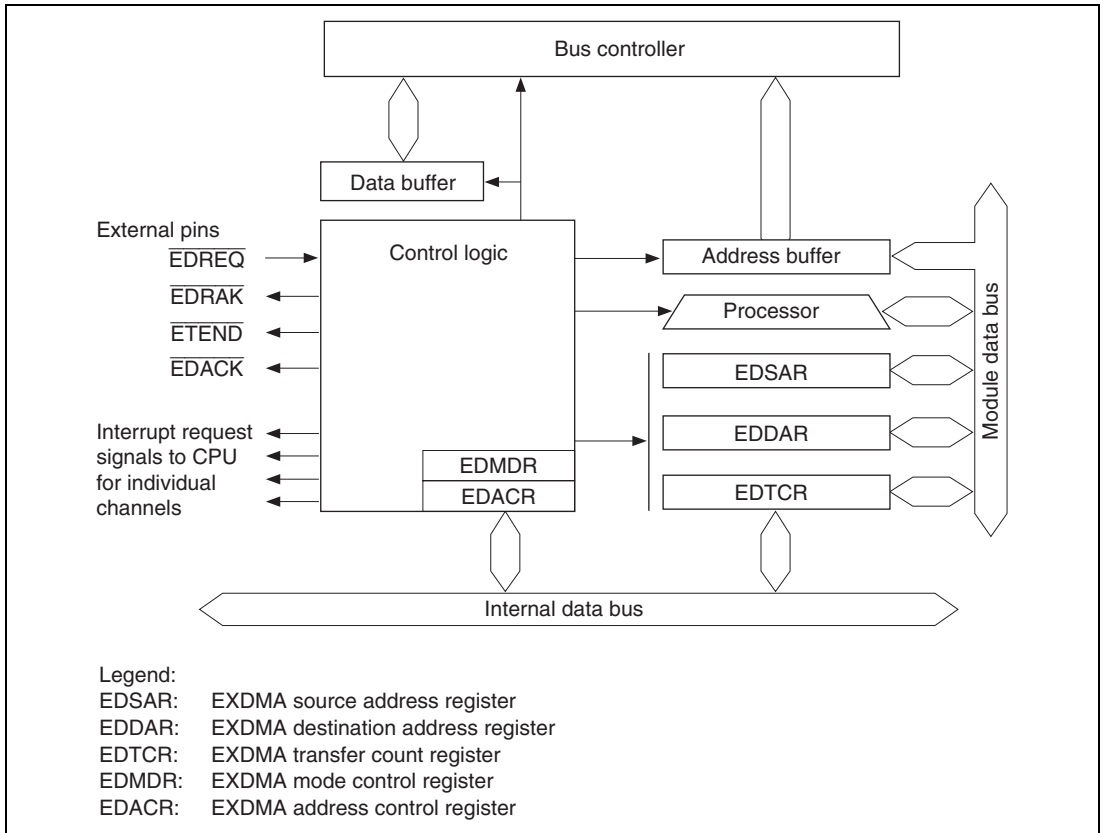 Bus controller
Data buffer
External pins
EDREQ
EDRAK
ETEND
EDACK
Interrupt request
signals to CPU
for individual
channels
Control logic
EDMDR
EDACR
Address buffer
Processor
EDSAR
EDDAR
EDTCR
Module data bus
Internal data bus
Legend:
EDSAR: EXDMA source address register
EDDAR: EXDMA destination address register
EDTCR: EXDMA transfer count register
EDMDR: EXDMA mode control register
EDACR: EXDMA address control register